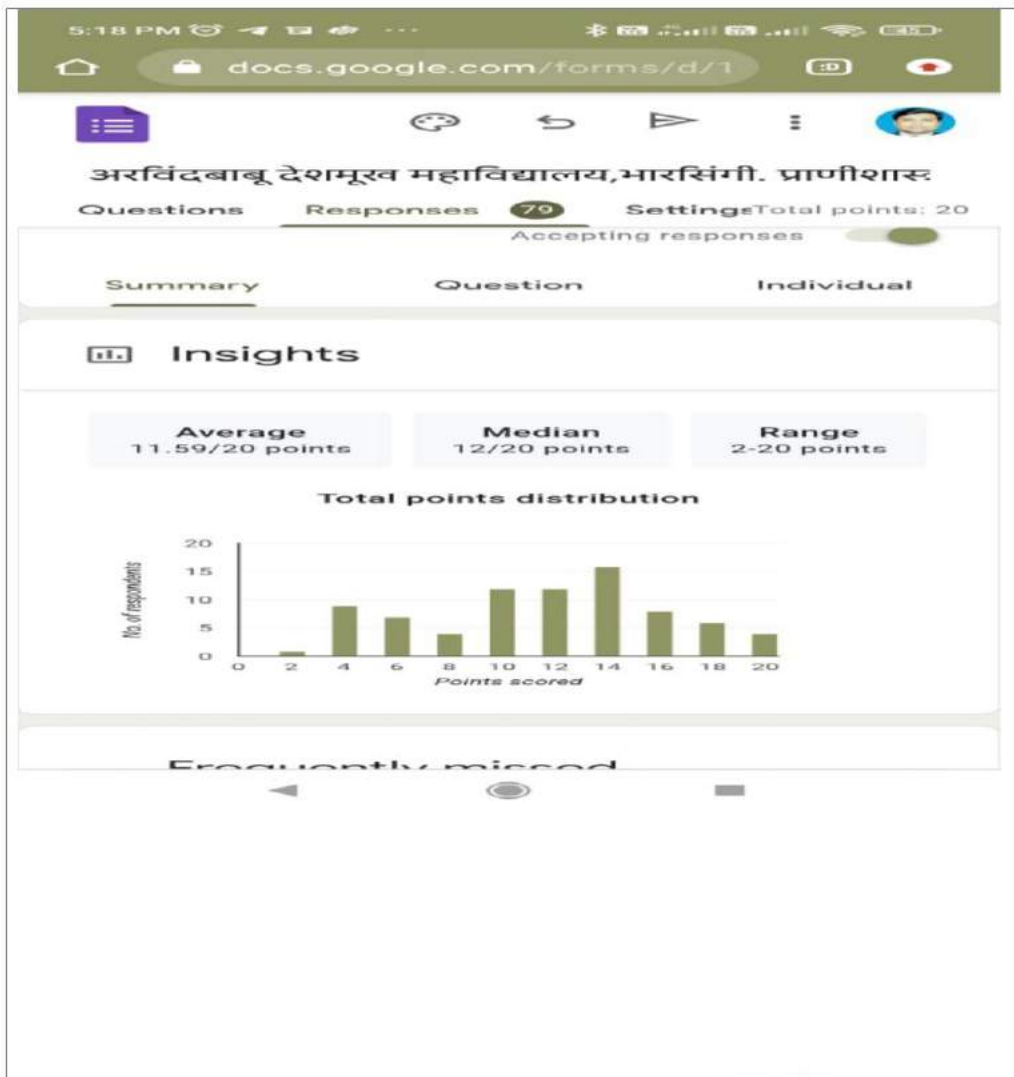 5:18 PM
docs.google.com/forms/d/1 :D
अरविंदबाबू देशमूख महाविद्यालय,भारसिंगी. प्राणीशास्
Questions Responses 79 Settings Total points: 20
Accepting responses
Summary Question Individual
Insights
Average Median Range
11.59/20 points 12/20 points 2-20 points
Total points distribution
No. of respondents
20
15
10
5
0
0 2 4 6 8 10 12 14 16 18 20
Points scored
Frequently missed